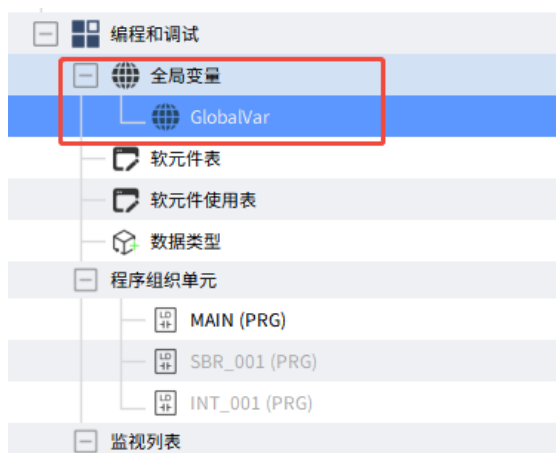 编程和调试
全局变量
GlobalVar
软元件表
软元件使用表
数据类型
程序组织单元
MAIN (PRG)
SBR_001 (PRG)
INT_001 (PRG)
监视列表